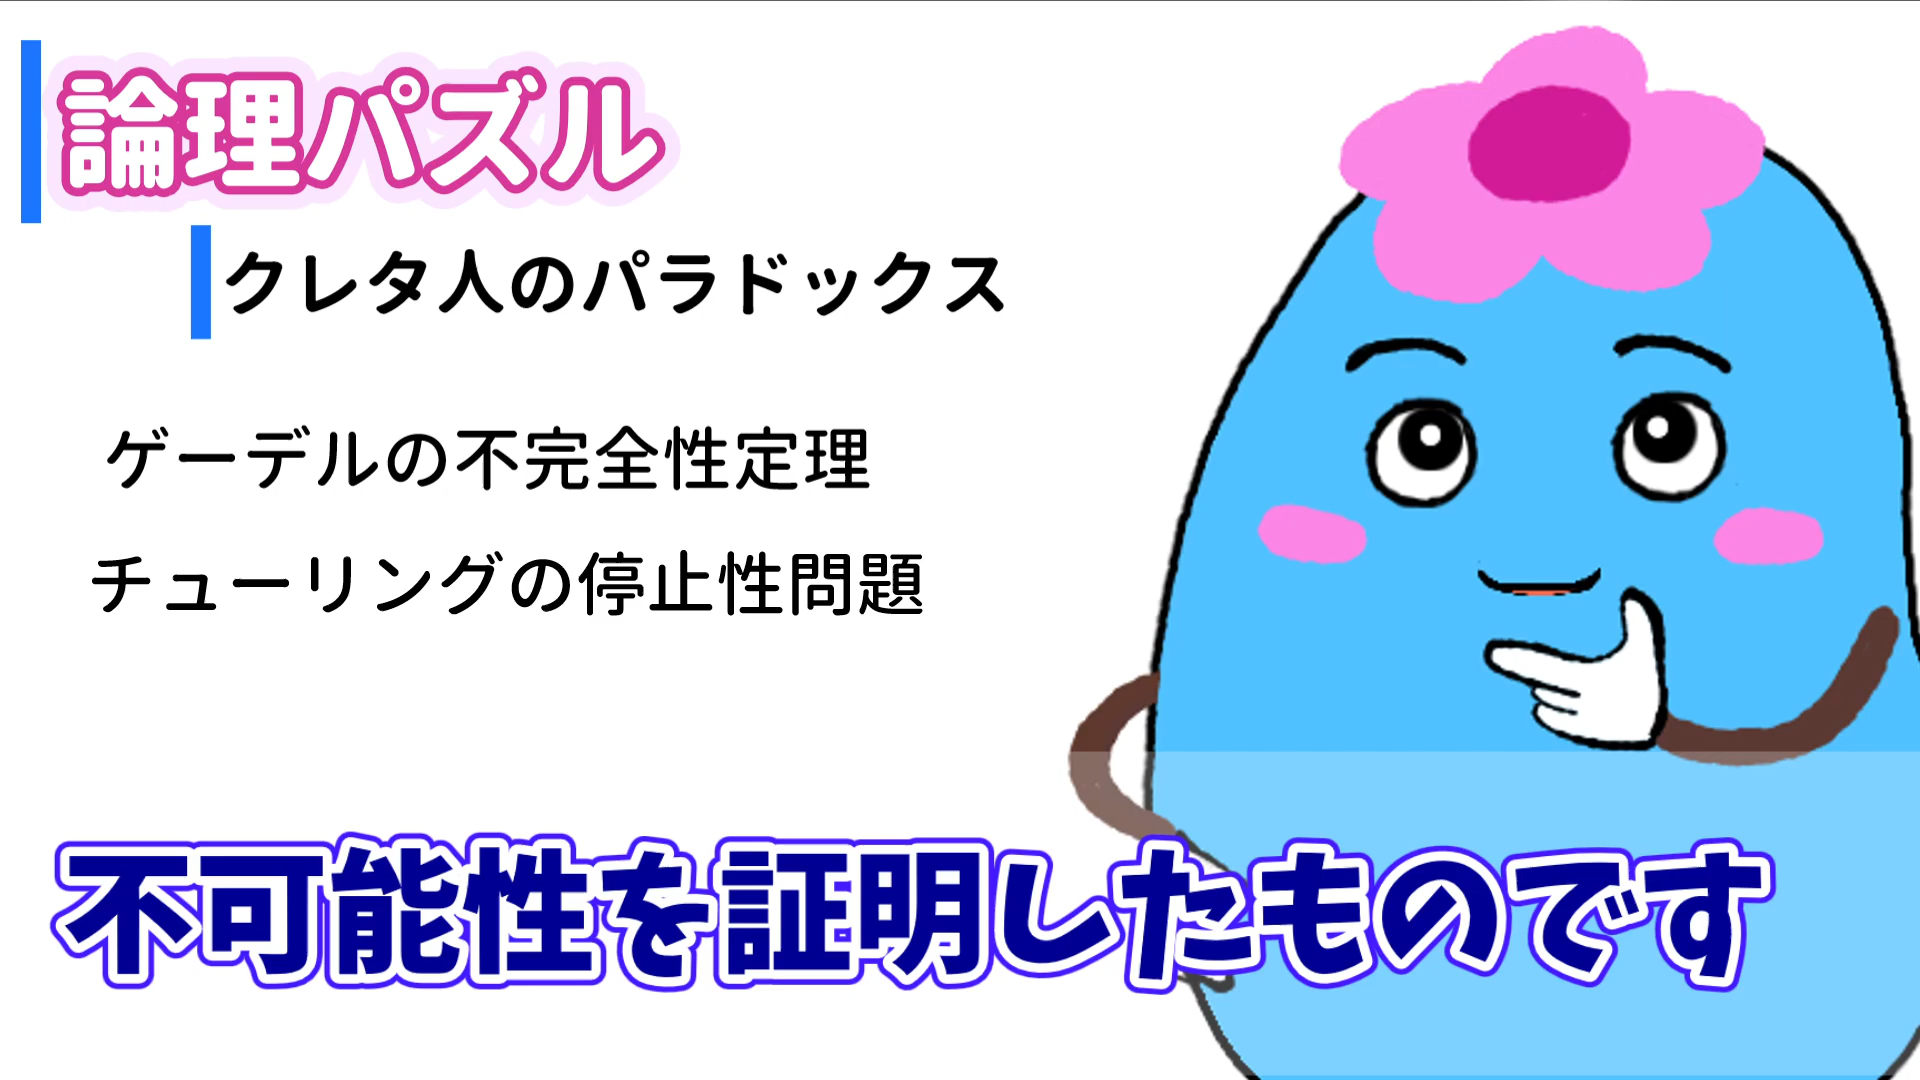 論理パズル
クレタ人のパラドックス
ゲーデルの不完全性定理
チューリングの停止性問題
不可能性を証明したものです